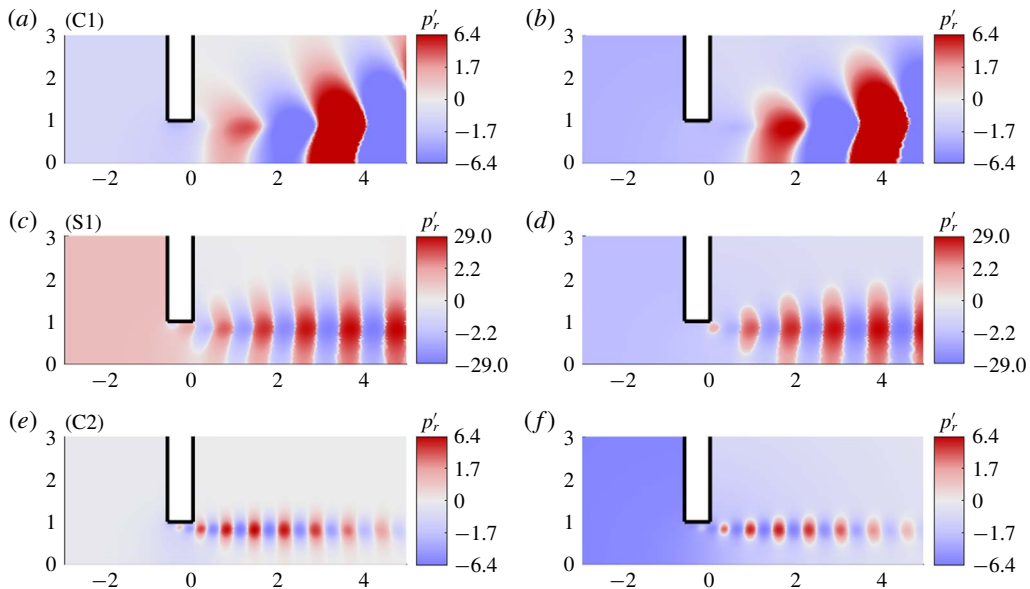 (a) (C1) p′r (b) p′r
3 6.4 3 6.4
2 1.7 2 1.7
0 0
1 −1.7 1 −1.7
0 −6.4 0 −6.4
−2 0 2 4 −2 0 2 4
(c) (S1) p′r (d) p′r
3 29.0 3 29.0
2 2.2 2 2.2
0 0
1 −2.2 1 −2.2
0 −29.0 0 −29.0
−2 0 2 4 −2 0 2 4
(e) (C2) p′r (f) p′r
3 6.4 3 6.4
2 1.7 2 1.7
0 0
1 −1.7 1 −1.7
0 −6.4 0 −6.4
−2 0 2 4 −2 0 2 4